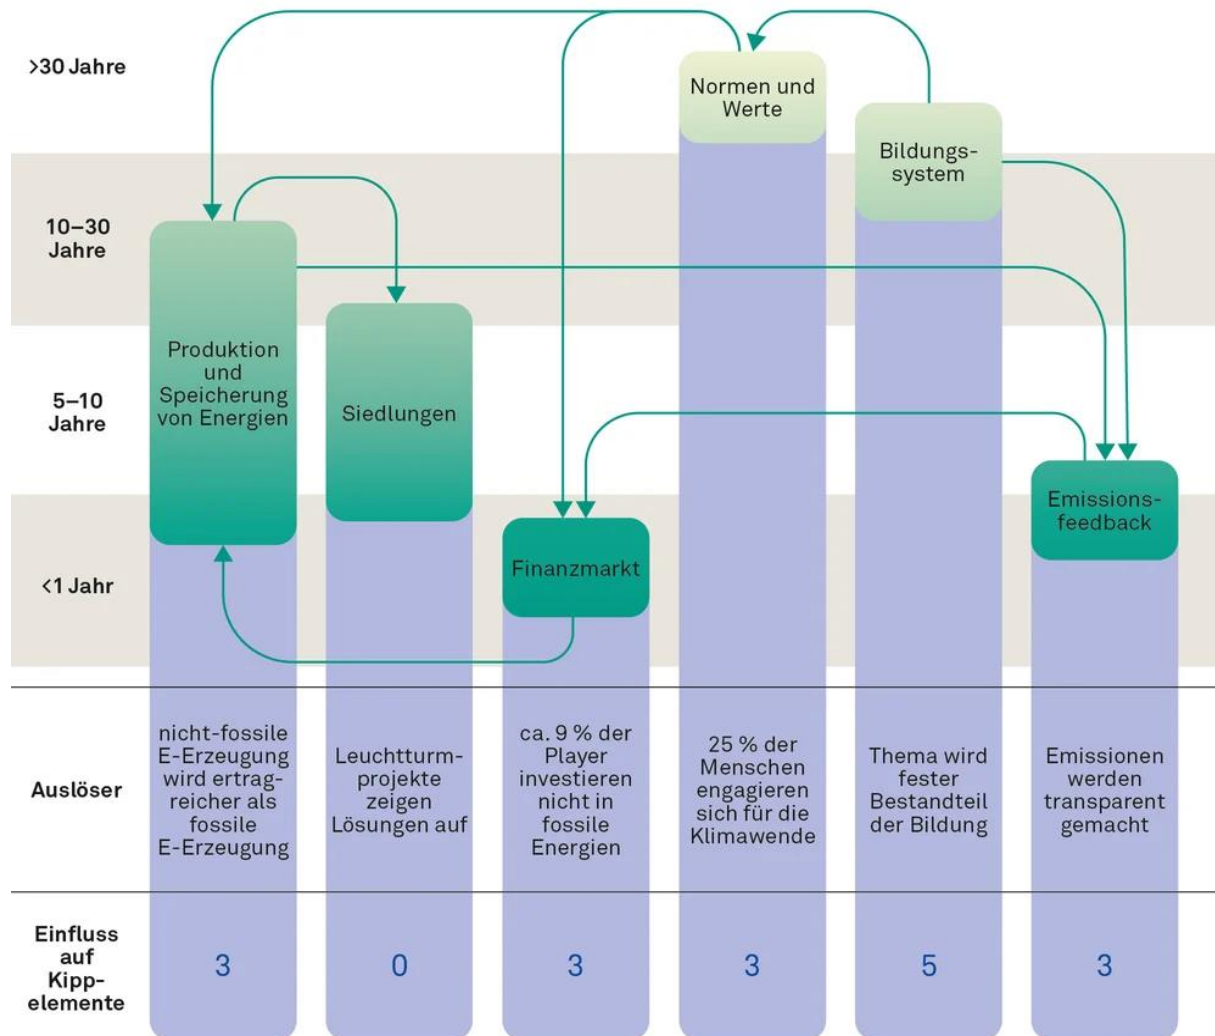 >30 Jahre
Normen und
Werte
Bildungs-
system
10–30
Jahre
Produktion
und
Speicherung
von Energien
5–10
Jahre
Siedlungen
Emissions-
feedback
Finanzmarkt
<1 Jahr
Auslöser
nicht-fossile
E-Erzeugung
wird ertrag-
reicher als
fossile
E-Erzeugung
Leuchtturm-
projekte
zeigen
Lösungen auf
ca. 9 % der
Player
investieren
nicht in
fossile
Energien
25 % der
Menschen
engagieren
sich für die
Klimawende
Thema wird
fester
Bestandteil
der Bildung
Emissionen
werden
transparent
gemacht
Einfluss
auf
Kipp-
elemente
3
0
3
3
5
3